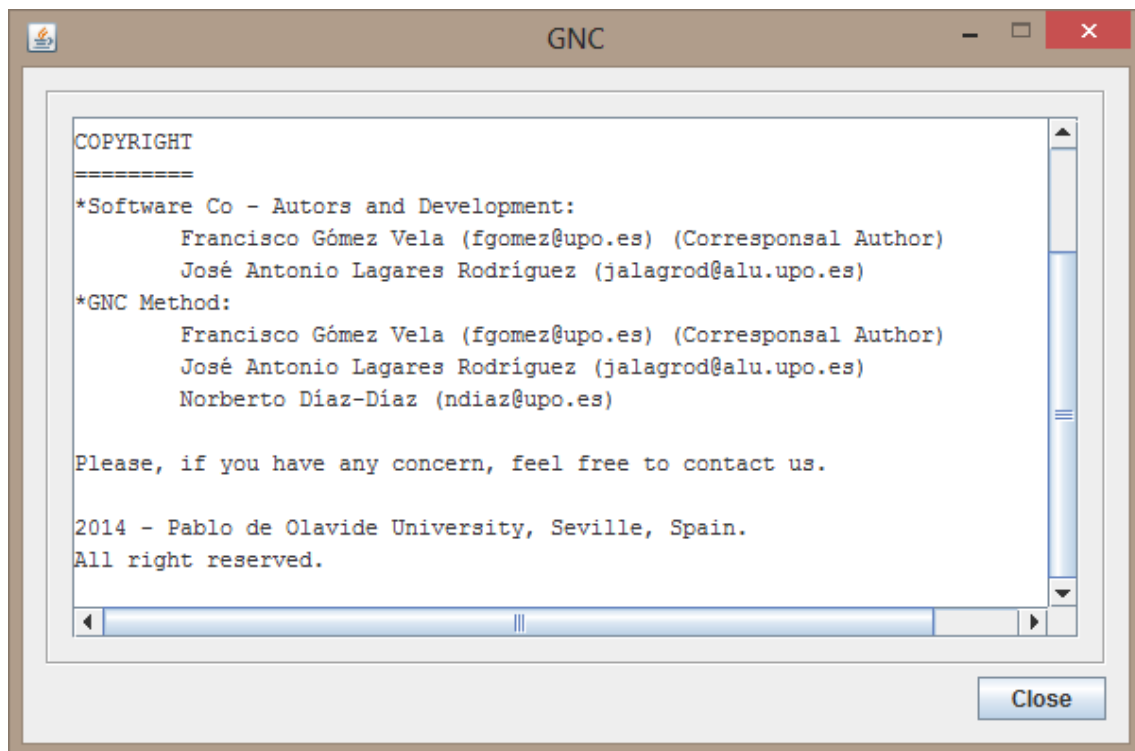 GNC
COPYRIGHT
=========
*Software Co - Autors and Development:
Francisco Gómez Vela (fgomez@upo.es) (Corresponsal Author)
José Antonio Lagares Rodríguez (jalagrod@alu.upo.es)
*GNC Method:
Francisco Gómez Vela (fgomez@upo.es) (Corresponsal Author)
José Antonio Lagares Rodríguez (jalagrod@alu.upo.es)
Norberto Díaz-Díaz (ndiaz@upo.es)
Please, if you have any concern, feel free to contact us.
2014 - Pablo de Olavide University, Seville, Spain.
All right reserved.
Close